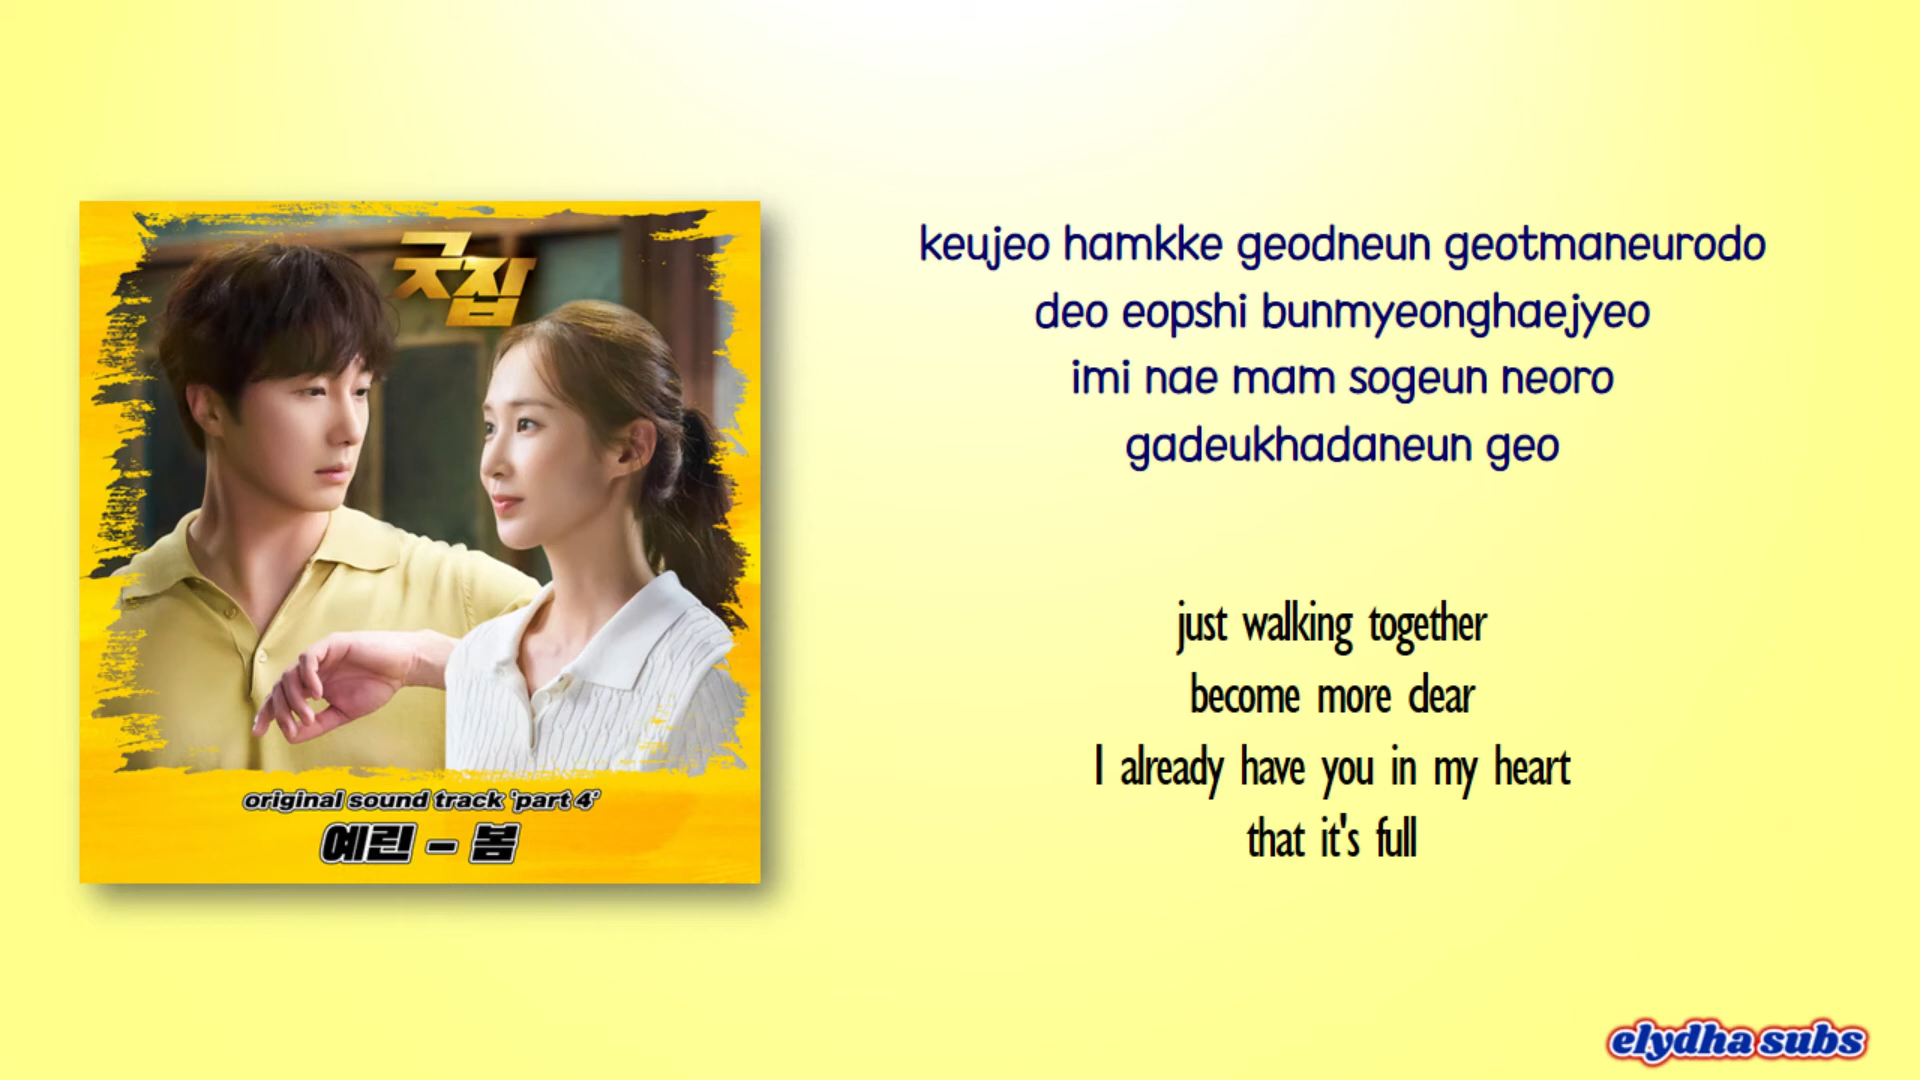 굿잡
original sound track 'part 4'
예린 – 봄
keujeo hamkke geodneun geotmaneurodo
deo eopshi bunmyeonghaejyeo
imi nae mam sogeun neoro
gadeukhadaneun geo
just walking together
become more dear
I already have you in my heart
that it's full
elydha subs